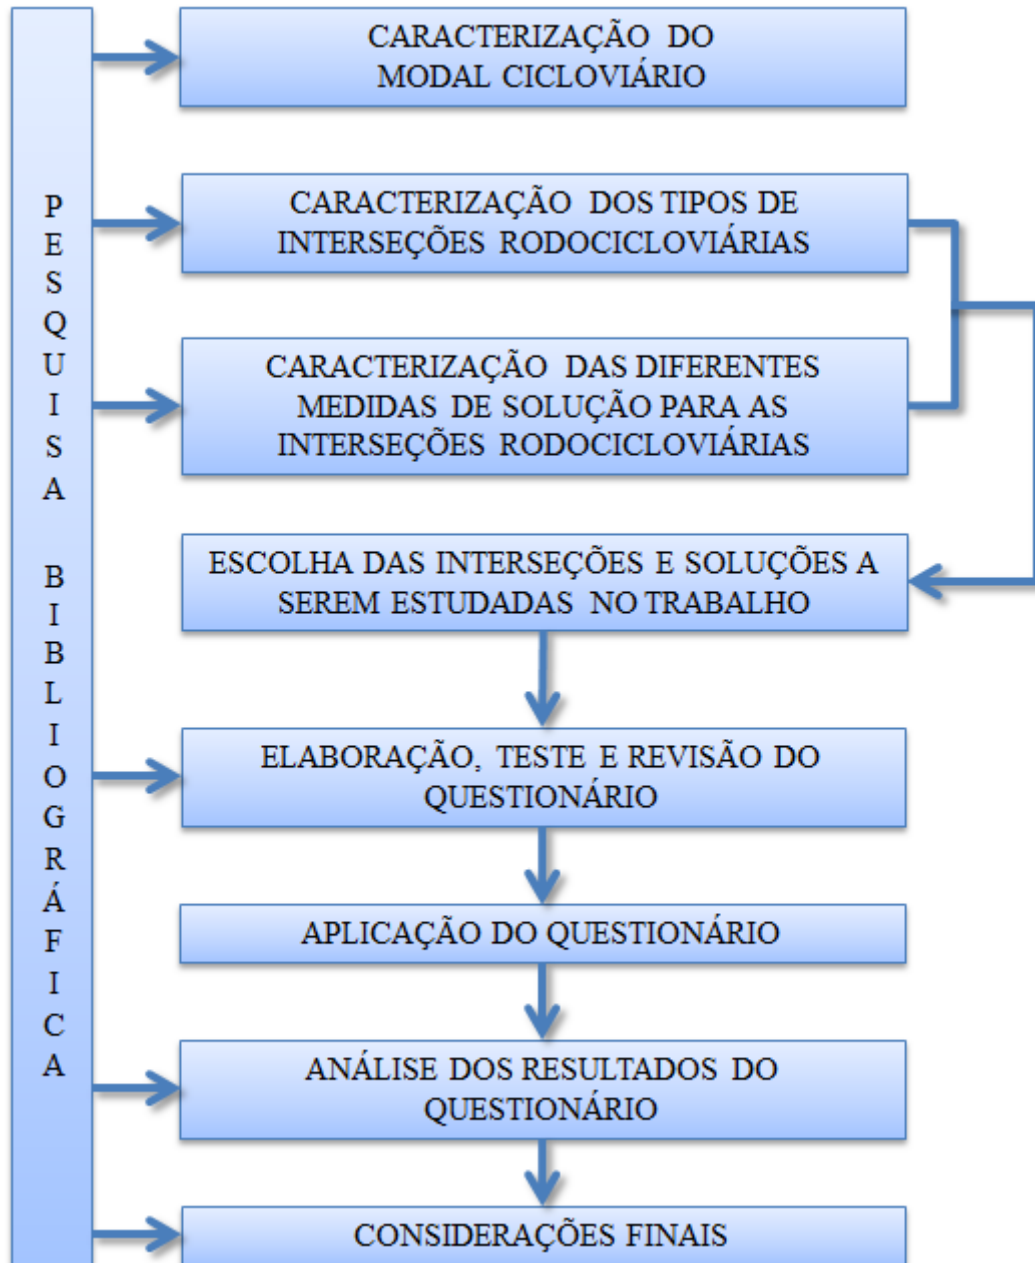 PESQUISA BIBLIOGRÁFICA
CARACTERIZAÇÃO DO
MODAL CICLOVIÁRIO
CARACTERIZAÇÃO DOS TIPOS DE
INTERSEÇÕES RODOCICLOVIÁRIAS
CARACTERIZAÇÃO DAS DIFERENTES
MEDIDAS DE SOLUÇÃO PARA AS
INTERSEÇÕES RODOCICLOVIÁRIAS
ESCOLHA DAS INTERSEÇÕES E SOLUÇÕES A
SEREM ESTUDADAS NO TRABALHO
ELABORAÇÃO, TESTE E REVISÃO DO
QUESTIONÁRIO
APLICAÇÃO DO QUESTIONÁRIO
ANÁLISE DOS RESULTADOS DO
QUESTIONÁRIO
CONSIDERAÇÕES FINAIS